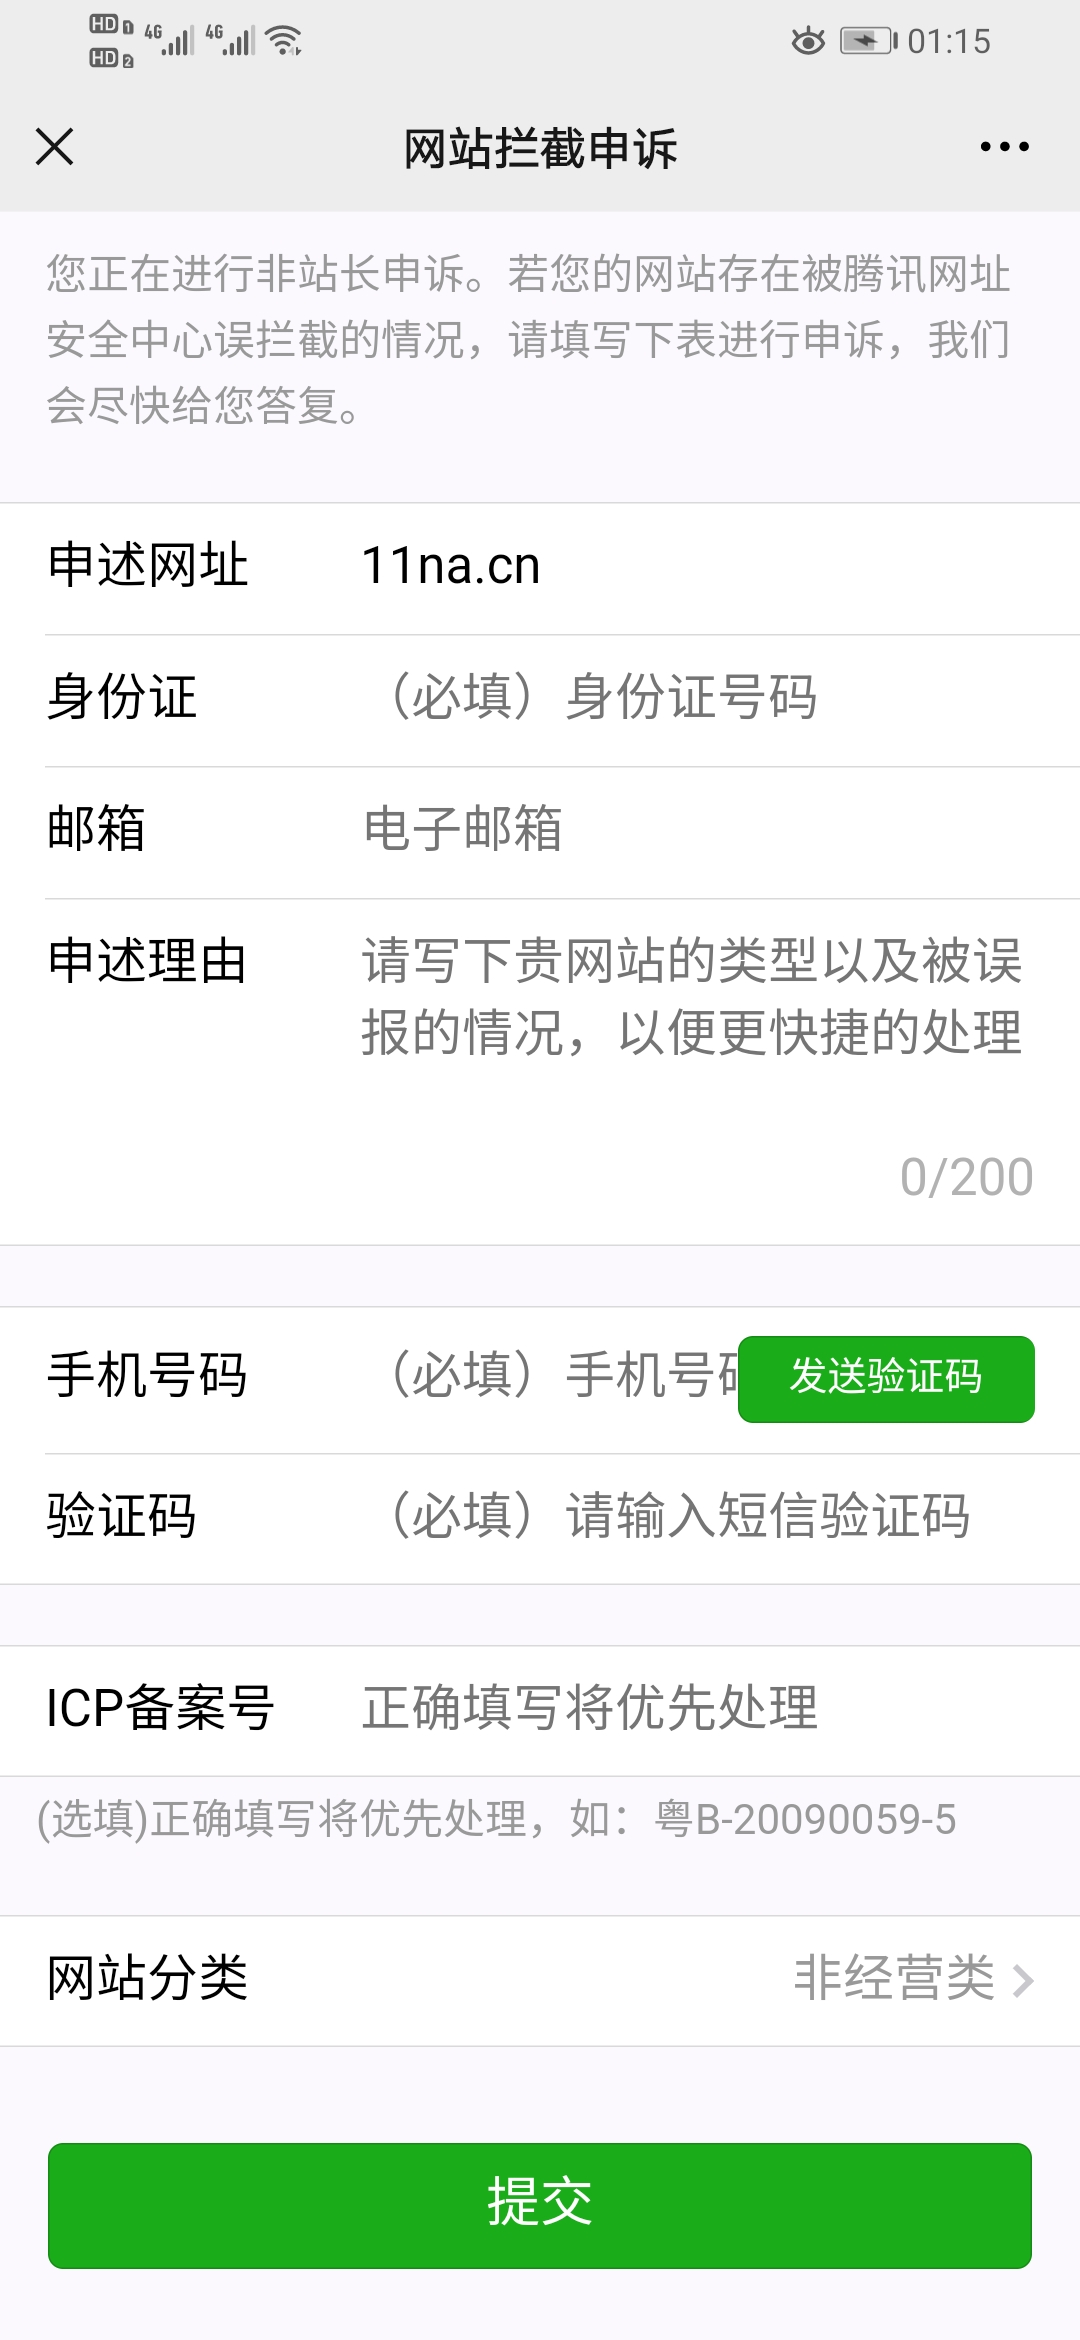 HD 1 4G 4G 01:15
HD 2
网站拦截申诉
您正在进行非站长申诉。若您的网站存在被腾讯网址
安全中心误拦截的情况，请填写下表进行申诉，我们
会尽快给您答复。
申述网址 11na.cn
身份证 （必填）身份证号码
邮箱 电子邮箱
申述理由 请写下贵网站的类型以及被误
报的情况，以便更快捷的处理
0/200
手机号码 （必填）手机号码 发送验证码
验证码 （必填）请输入短信验证码
ICP备案号 正确填写将优先处理
(选填)正确填写将优先处理，如：粤B-20090059-5
网站分类 非经营类
提交